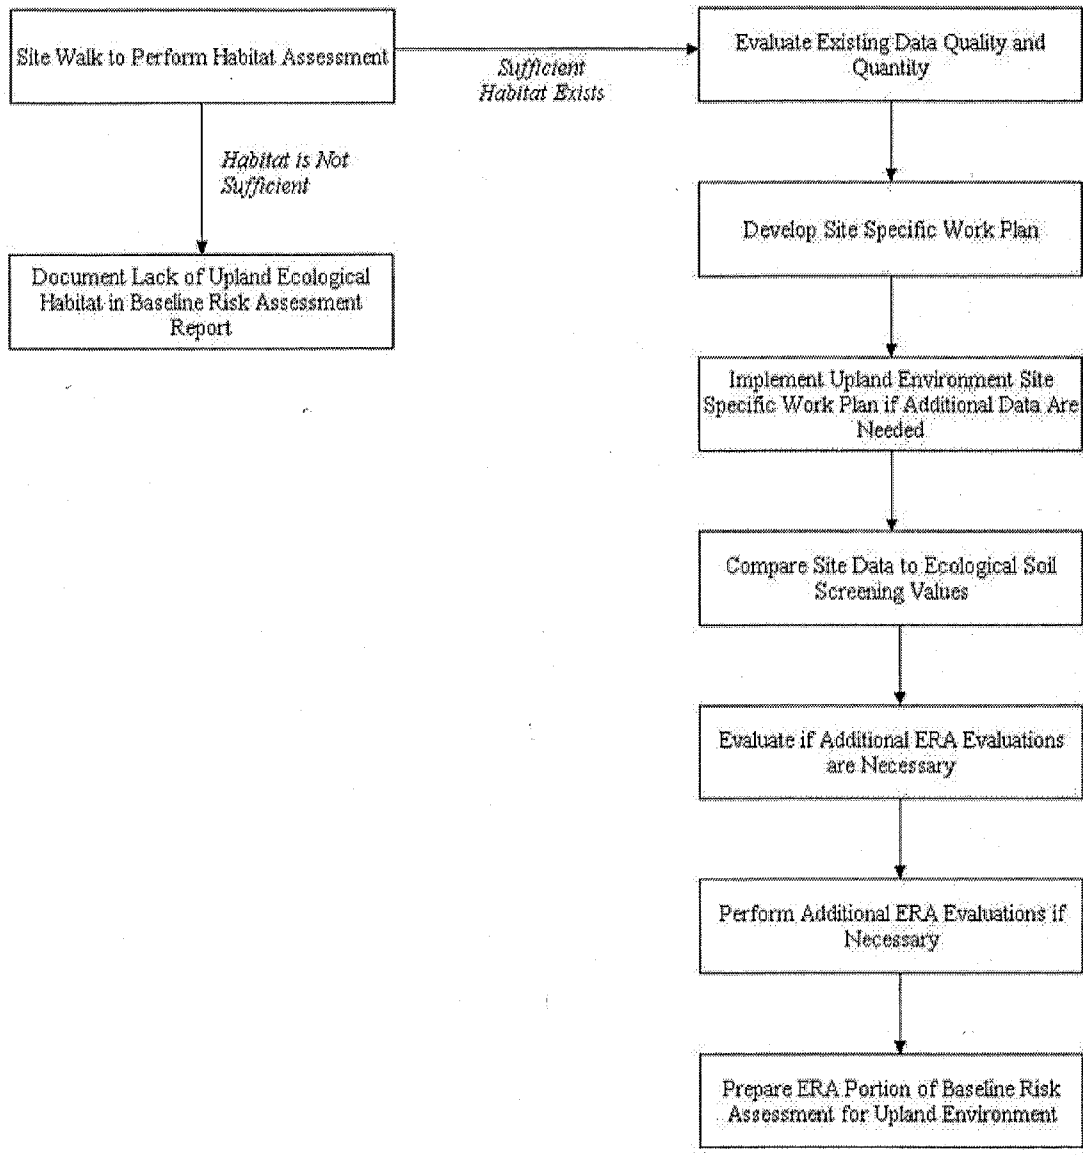 Site Walk to Perform Habitat Assessment
Sufficient
Habitat Exists
Evaluate Existing Data Quality and
Quantity
Habitat is Not
Sufficient
Develop Site Specific Work Plan
Document Lack of Upland Ecological
Habitat in Baseline Risk Assessment
Report
Implement Upland Environment Site
Specific Work Plan if Additional Data Are
Needed
Compare Site Data to Ecological Soil
Screening Values
Evaluate if Additional ERA Evaluations
are Necessary
Perform Additional ERA Evaluations if
Necessary
Prepare ERA Portion of Baseline Risk
Assessment for Upland Environment